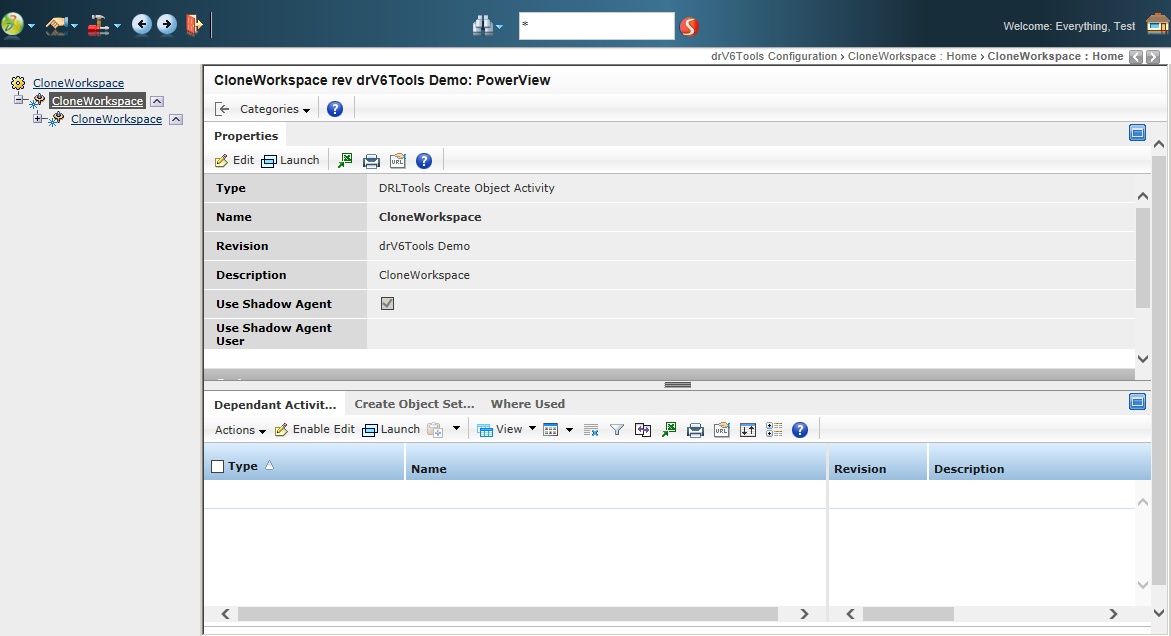 *
Welcome: Everything, Test
drV6Tools Configuration › CloneWorkspace : Home › CloneWorkspace : Home
CloneWorkspace
CloneWorkspace
CloneWorkspace
CloneWorkspace rev drV6Tools Demo: PowerView
Categories
Properties
Edit Launch URL
Type DRLTools Create Object Activity
Name CloneWorkspace
Revision drV6Tools Demo
Description CloneWorkspace
Use Shadow Agent
Use Shadow Agent
User
Dependant Activit... Create Object Set... Where Used
Actions Enable Edit Launch View URL
Type Name Revision Description